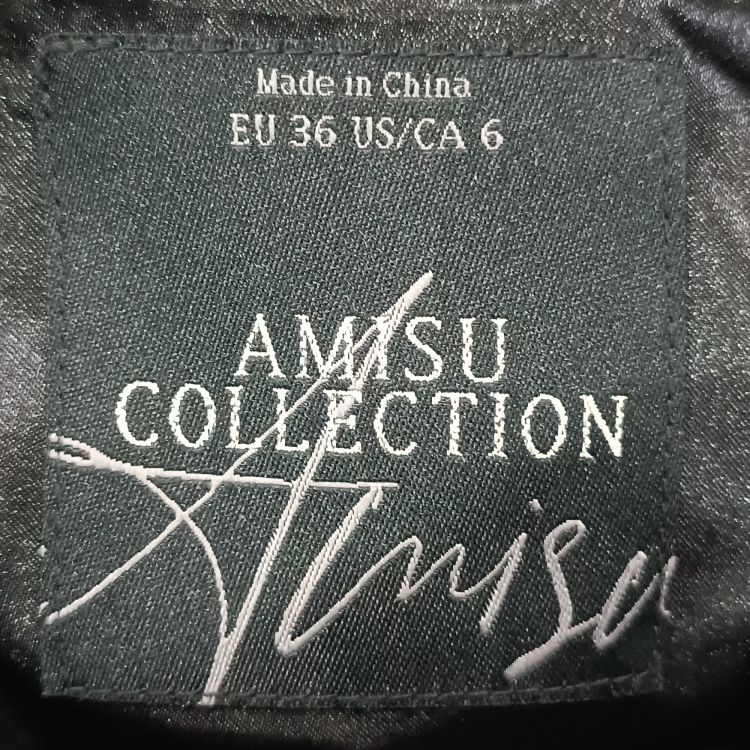 Made in China
EU 36 US/CA 6
AMISU
COLLECTION
Amisu